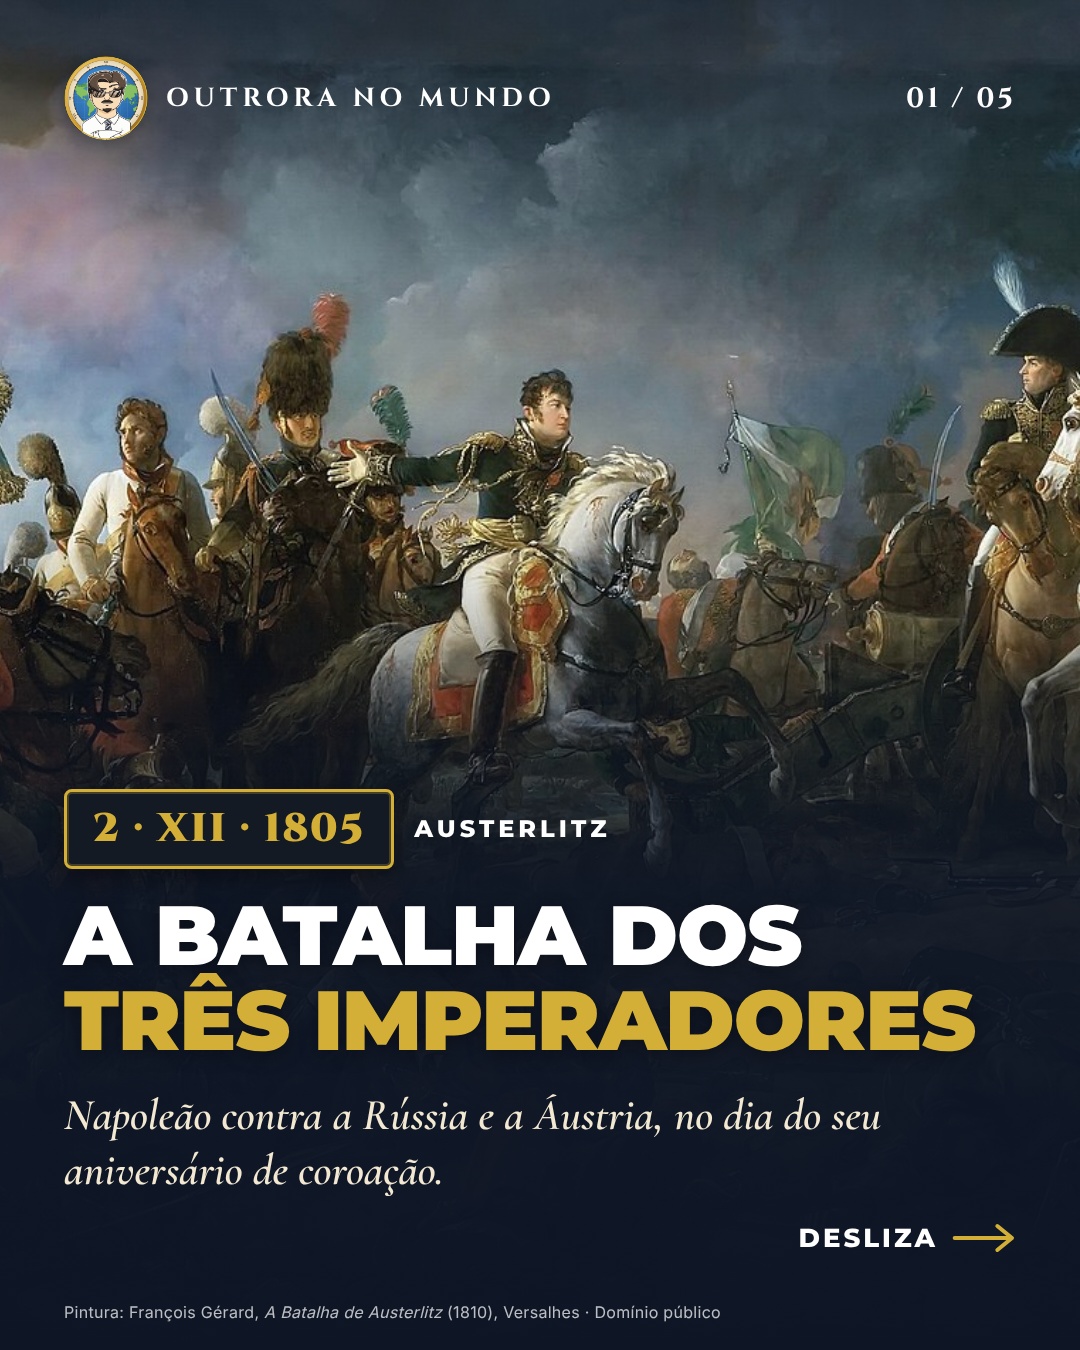 OUTRORA NO MUNDO
01 / 05
2 · XII · 1805
AUSTERLITZ
A BATALHA DOS
TRÊS IMPERADORES
Napoleão contra a Rússia e a Áustria, no dia do seu
aniversário de coroação.
DESLIZA
Pintura: François Gérard, A Batalha de Austerlitz (1810), Versalhes · Domínio público